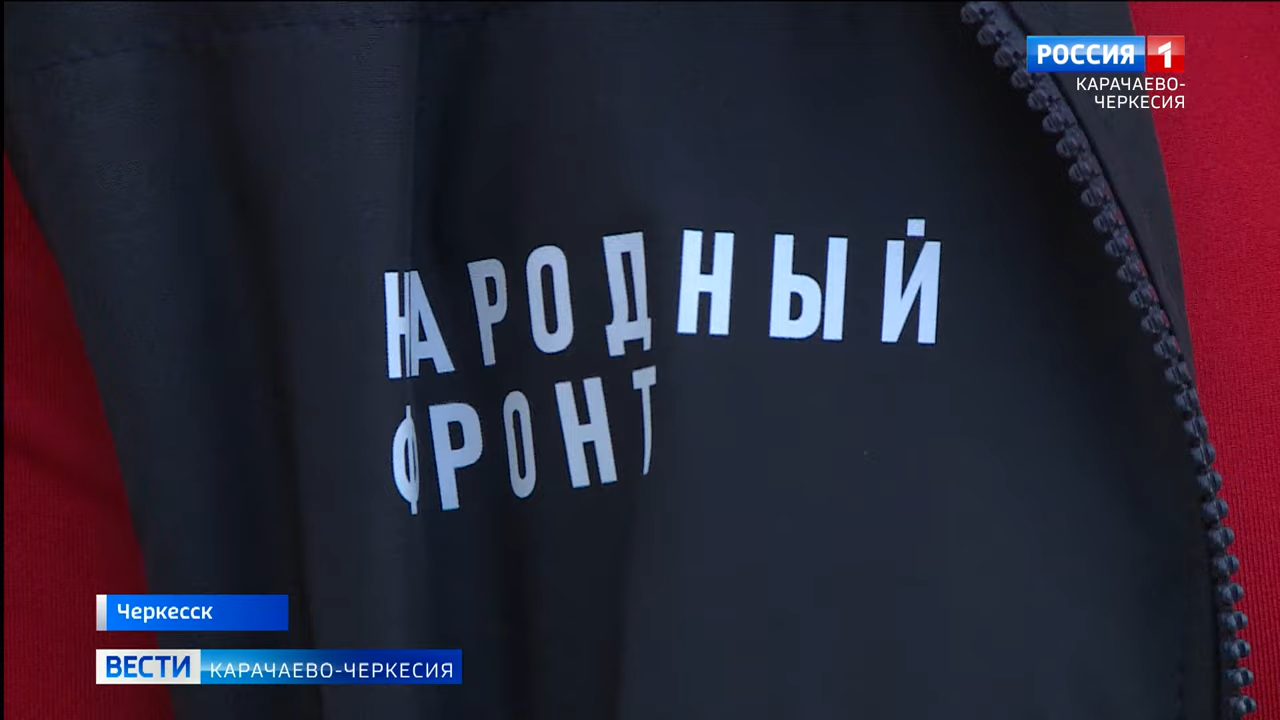 РОССИЯ 1
КАРАЧАЕВО-
ЧЕРКЕСИЯ
НАРОДНЫЙ
ФРОНТ
Черкесск
ВЕСТИ КАРАЧАЕВО-ЧЕРКЕСИЯ